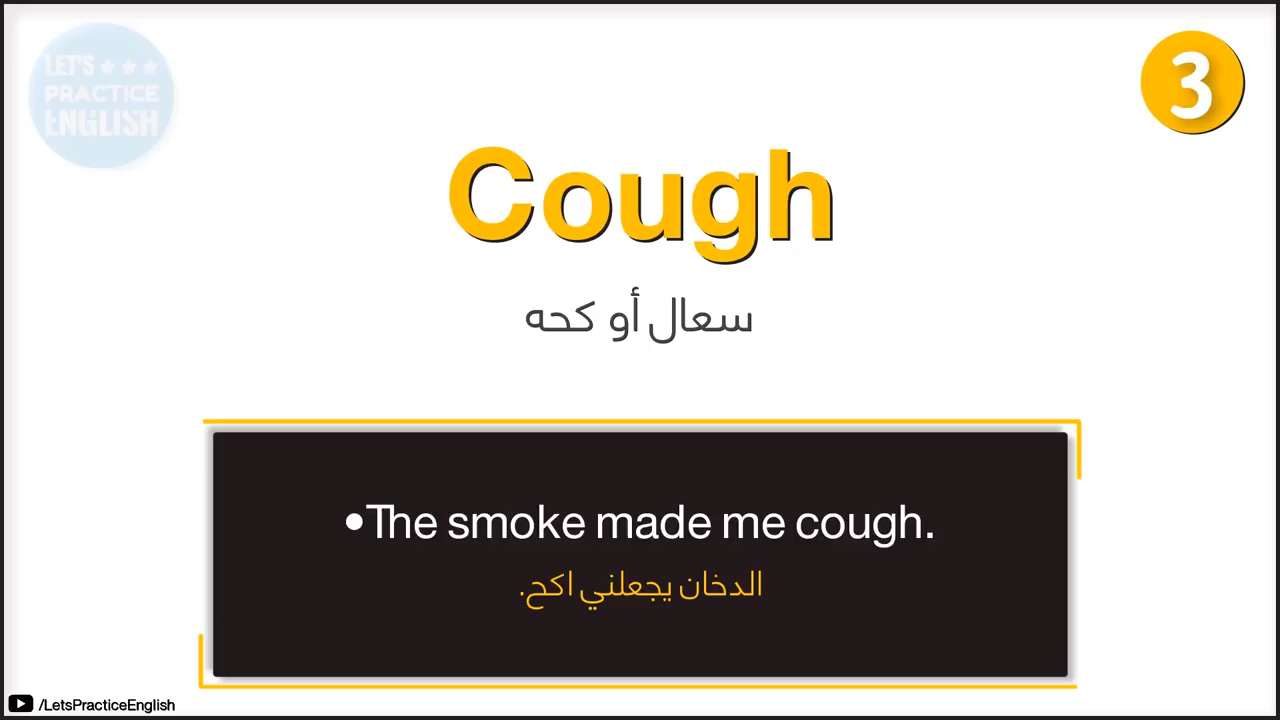 LET'S
PRACTICE
ENGLISH
3
Cough
سعال أو كحه
•The smoke made me cough.
الدخان يجعلني اكح.
/LetsPracticeEnglish